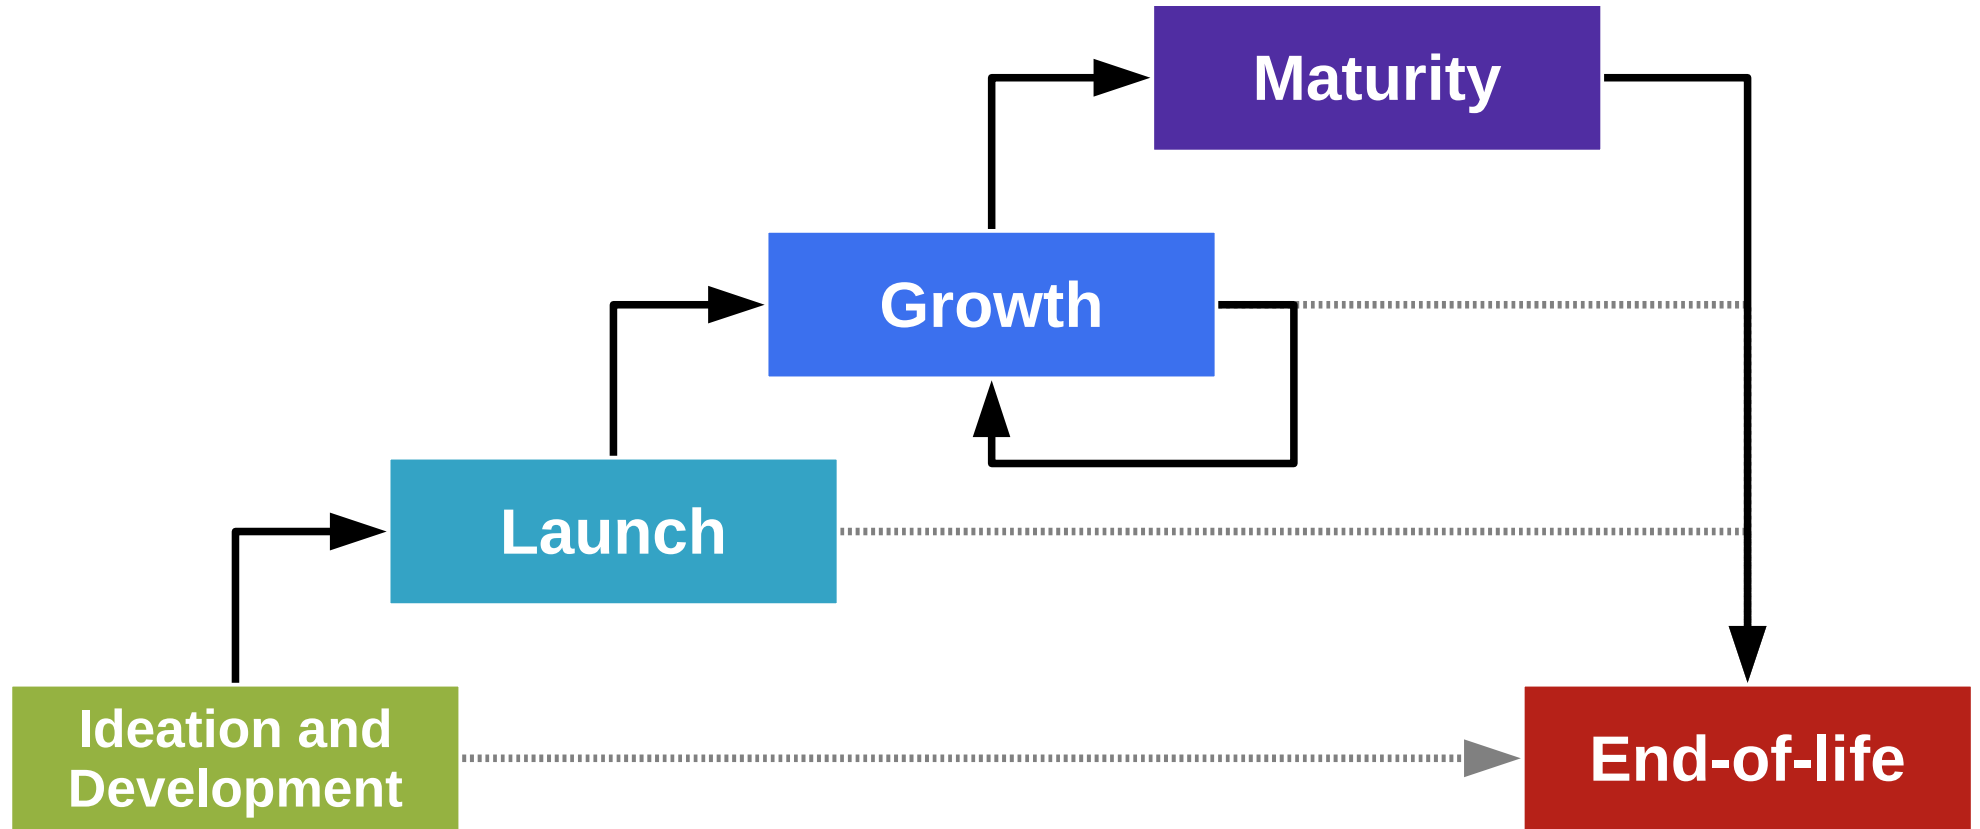 Maturity
Growth
Launch
Ideation and
Development
End-of-life